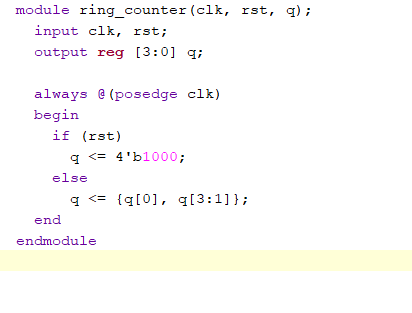 module ring_counter(clk, rst, q);
  input clk, rst;
  output reg [3:0] q;

  always @(posedge clk)
  begin
    if (rst)
      q <= 4'b1000;
    else
      q <= {q[0], q[3:1]};
  end
endmodule